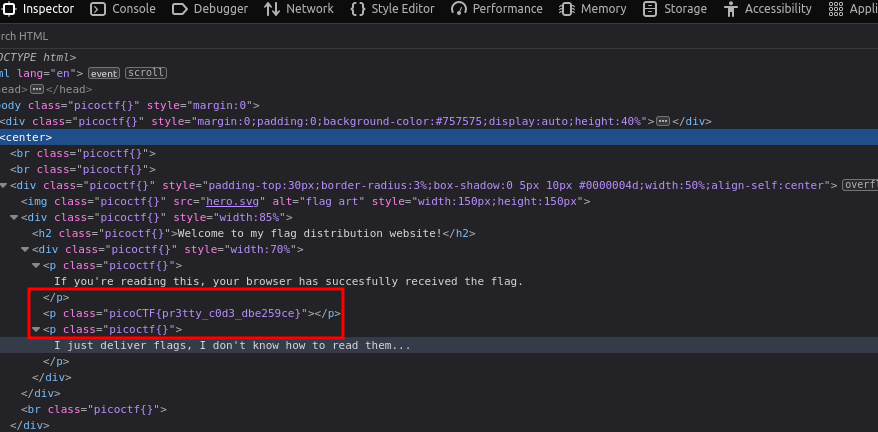 Inspector Console Debugger Network Style Editor Performance Memory Storage Accessibility Appli
rch HTML
OCTYPE html>
ml lang="en"> event scroll
head> ··· </head>
body class="picoctf{}" style="margin:0">
<div class="picoctf{}" style="margin:0;padding:0;background-color:#757575;display:auto;height:40%"> ··· </div>
<center>
<br class="picoctf{}">
<br class="picoctf{}">
<div class="picoctf{}" style="padding-top:30px;border-radius:3%;box-shadow:0 5px 10px #0000004d;width:50%;align-self:center"> overfl
<img class="picoctf{}" src="hero.svg" alt="flag art" style="width:150px;height:150px">
<div class="picoctf{}" style="width:85%">
<h2 class="picoctf{}">Welcome to my flag distribution website!</h2>
<div class="picoctf{}" style="width:70%">
<p class="picoctf{}">
If you're reading this, your browser has succesfully received the flag.
</p>
<p class="picoCTF{pr3tty_c0d3_dbe259ce}"></p>
<p class="picoctf{}">
I just deliver flags, I don't know how to read them...
</p>
</div>
</div>
<br class="picoctf{}">
</div>